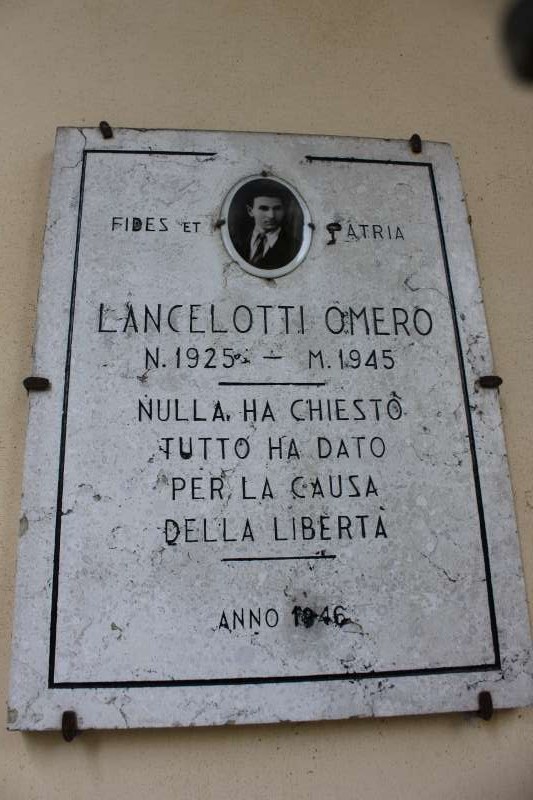 FIDES ET PATRIA
LANCELOTTI OMERO
N. 1925 - M. 1945
NULLA HA CHIESTO
TUTTO HA DATO
PER LA CAUSA
DELLA LIBERTÀ
ANNO 1946